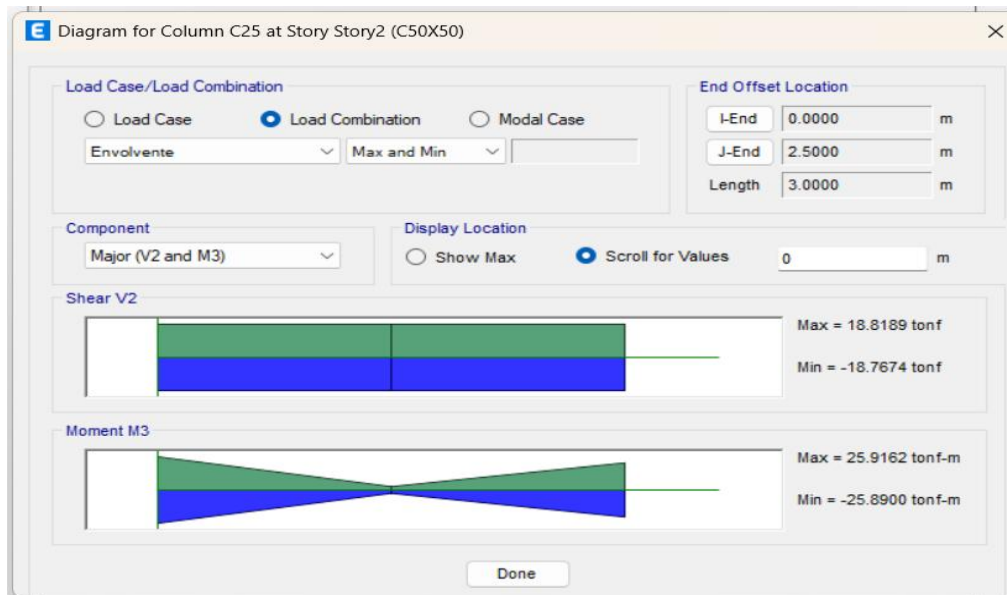 E Diagram for Column C25 at Story Story2 (C50X50)
Load Case/Load Combination
Load Case Load Combination Modal Case
Envolvente Max and Min
End Offset Location
I-End 0.0000 m
J-End 2.5000 m
Length 3.0000 m
Component
Major (V2 and M3)
Display Location
Show Max Scroll for Values 0 m
Shear V2
Max = 18.8189 tonf
Min = -18.7674 tonf
Moment M3
Max = 25.9162 tonf-m
Min = -25.8900 tonf-m
Done